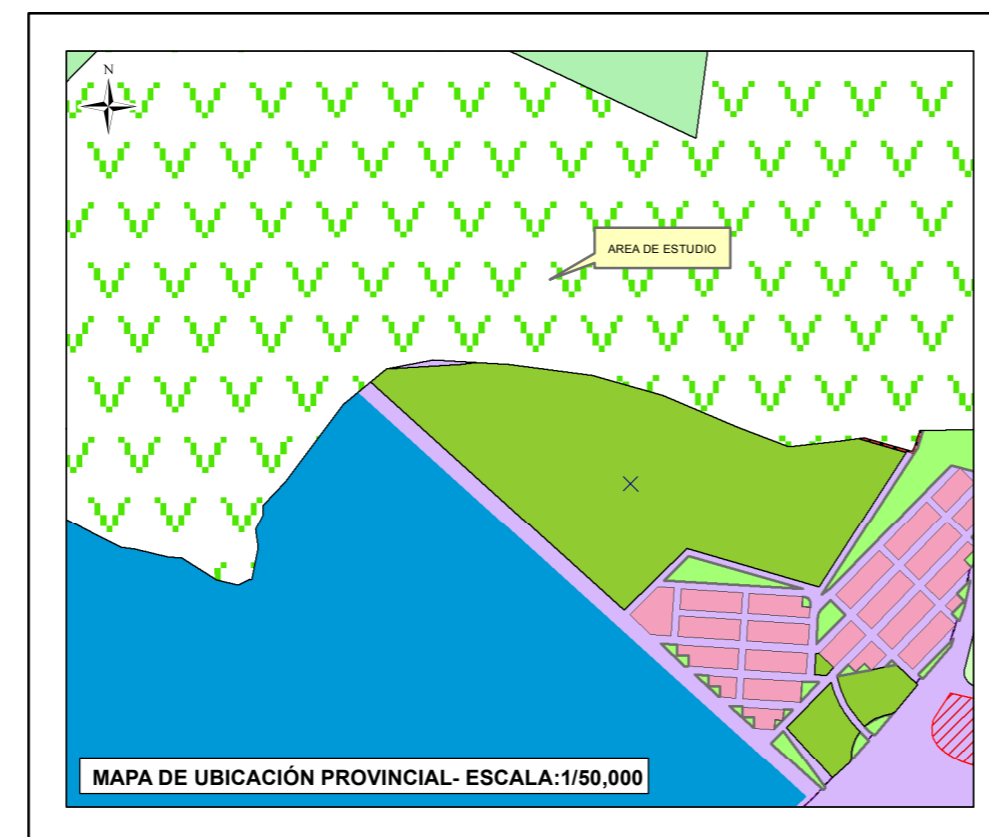 N
AREA DE ESTUDIO
MAPA DE UBICACIÓN PROVINCIAL- ESCALA:1/50,000